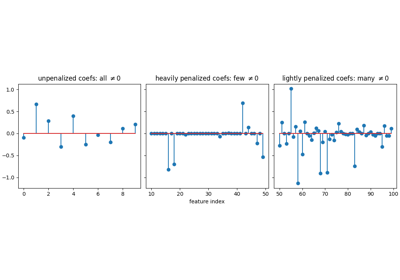 unpenalized coefs: all ≠0
heavily penalized coefs: few ≠0
lightly penalized coefs: many ≠0
1.0
0.5
0.0
−0.5
−1.0
0 2 4 6 8
10 20 30 40 50
50 60 70 80 90 100
feature index